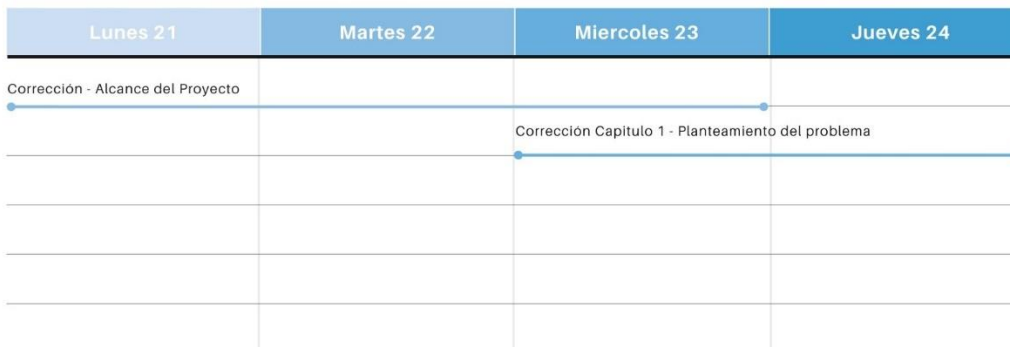 Lunes 21 Martes 22 Miercoles 23 Jueves 24
Corrección - Alcance del Proyecto
Corrección Capitulo 1 - Planteamiento del problema